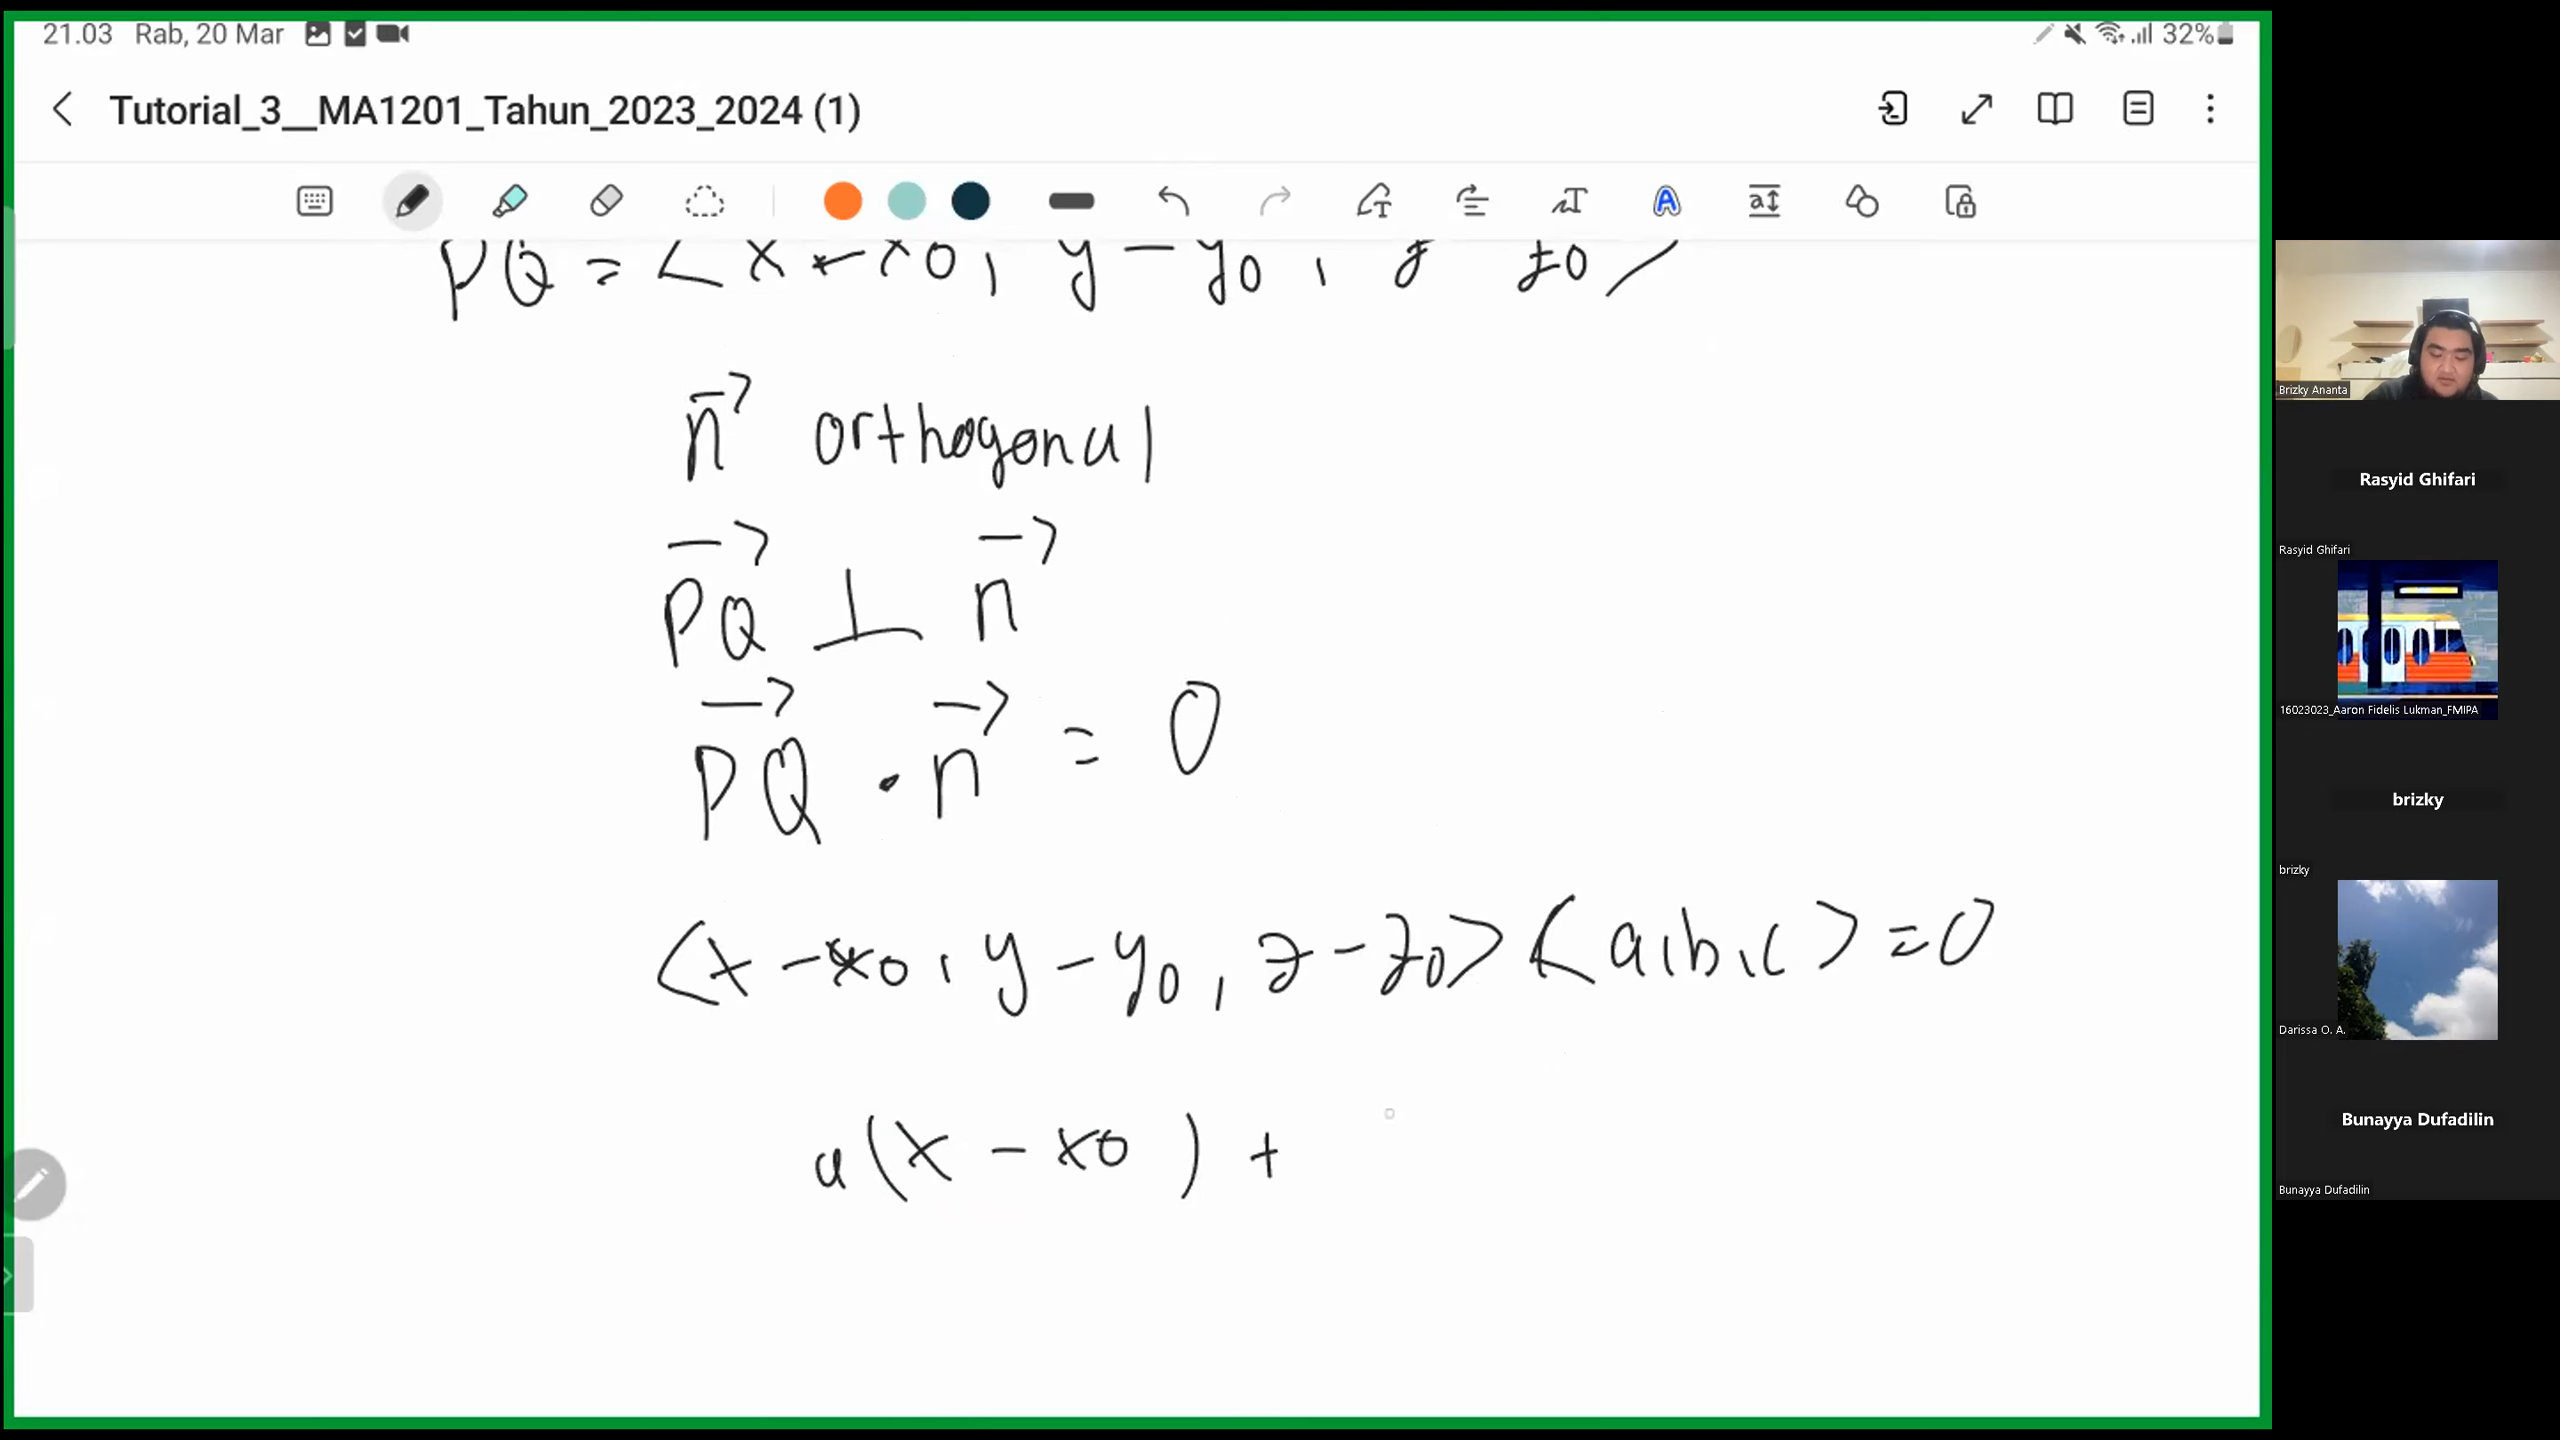 21.03 Rab, 20 Mar
32%
Tutorial_3__MA1201_Tahun_2023_2024 (1)
PQ = < x - x0, y - y0, z z0 >
n⃗ orthogonal
PQ⃗ ⊥ n⃗
PQ⃗ · n⃗ = 0
<x - x0, y - y0, z - z0> <a,b,c> = 0
a(x - x0) +
Brizky Ananta
Rasyid Ghifari
Rasyid Ghifari
16023023_Aaron Fidelis Lukman_FMIPA
brizky
brizky
Darissa O. A.
Bunayya Dufadilin
Bunayya Dufadilin